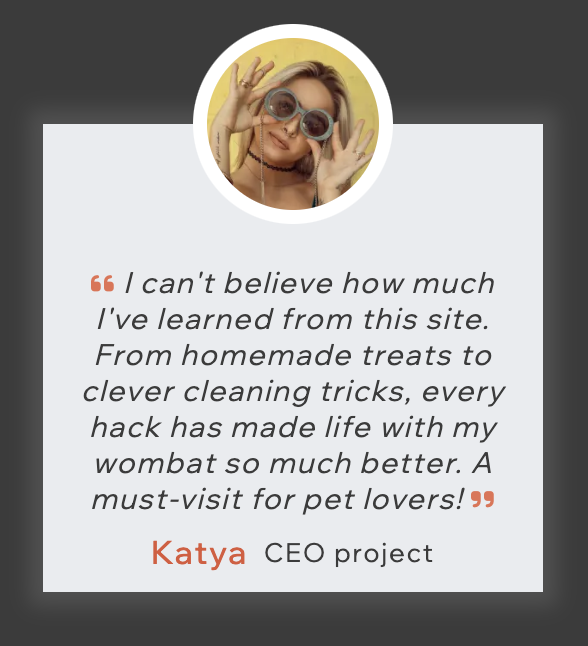 “ I can't believe how much
I've learned from this site.
From homemade treats to
clever cleaning tricks, every
hack has made life with my
wombat so much better. A
must-visit for pet lovers! ”
Katya CEO project